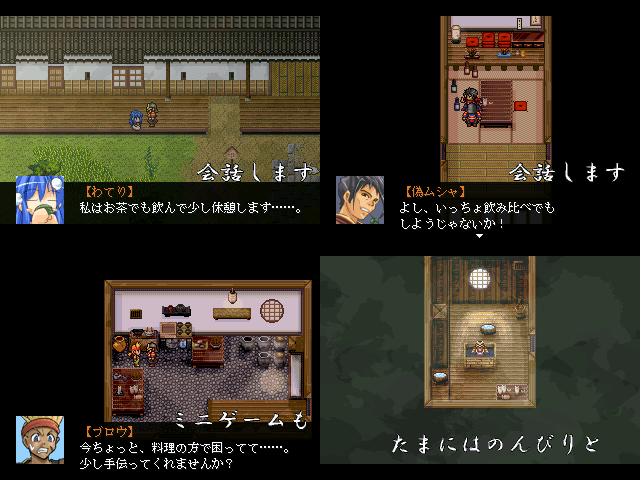 会話します
【わてり】
私はお茶でも飲んで少し休憩します……。
会話します
【偽ムシャ】
よし、いっちょ飲み比べでも
しようじゃないか！
ミニゲームも
【ブロウ】
今ちょっと、料理の方で困ってて……。
少し手伝ってくれませんか？
たまにはのんびりと